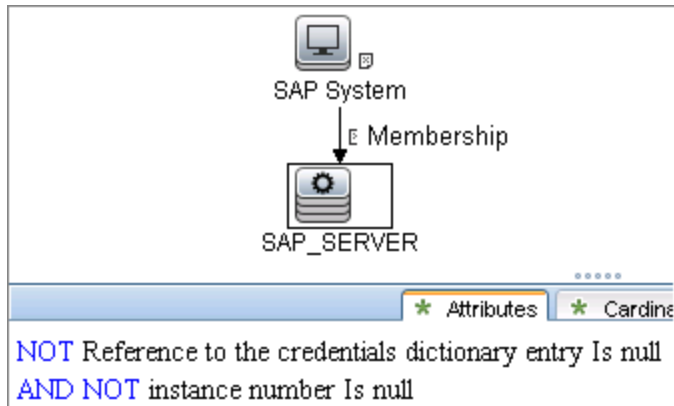 SAP System
Membership
SAP_SERVER
Attributes
Cardina
NOT Reference to the credentials dictionary entry Is null
AND NOT instance number Is null